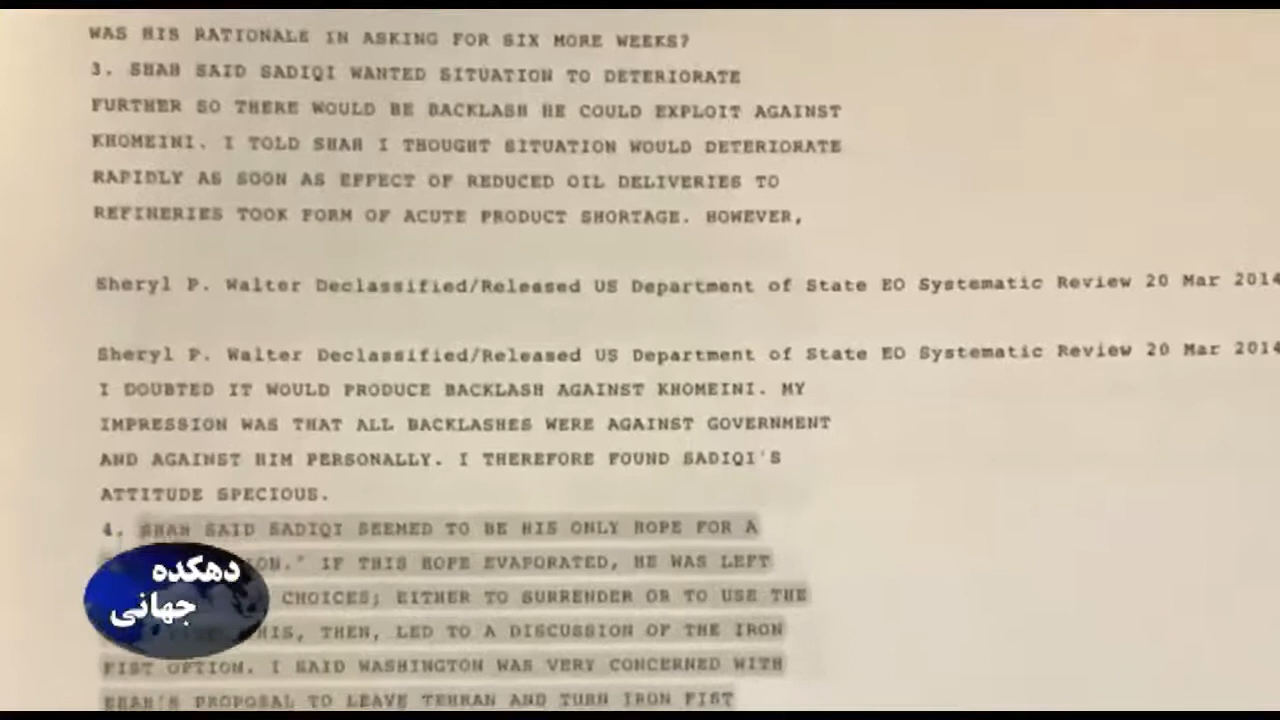 WAS HIS RATIONALE IN ASKING FOR SIX MORE WEEKS?
3. SHAH SAID SADIQI WANTED SITUATION TO DETERIORATE
FURTHER SO THERE WOULD BE BACKLASH HE COULD EXPLOIT AGAINST
KHOMEINI. I TOLD SHAH I THOUGHT SITUATION WOULD DETERIORATE
RAPIDLY AS SOON AS EFFECT OF REDUCED OIL DELIVERIES TO
REFINERIES TOOK FORM OF ACUTE PRODUCT SHORTAGE. HOWEVER,
Sheryl P. Walter Declassified/Released US Department of State EO Systematic Review 20 Mar 2014
Sheryl P. Walter Declassified/Released US Department of State EO Systematic Review 20 Mar 2014
I DOUBTED IT WOULD PRODUCE BACKLASH AGAINST KHOMEINI. MY
IMPRESSION WAS THAT ALL BACKLASHES WERE AGAINST GOVERNMENT
AND AGAINST HIM PERSONALLY. I THEREFORE FOUND SADIQI'S
ATTITUDE SPECIOUS.
4. SHAH SAID SADIQI SEEMED TO BE HIS ONLY HOPE FOR A
ON." IF THIS HOPE EVAPORATED, HE WAS LEFT
CHOICES; EITHER TO SURRENDER OR TO USE THE
HIS, THEN, LED TO A DISCUSSION OF THE IRON
FIST OPTION. I SAID WASHINGTON WAS VERY CONCERNED WITH
SHAH'S PROPOSAL TO LEAVE TEHRAN AND TURN IRON FIST
دهکده
جهانی